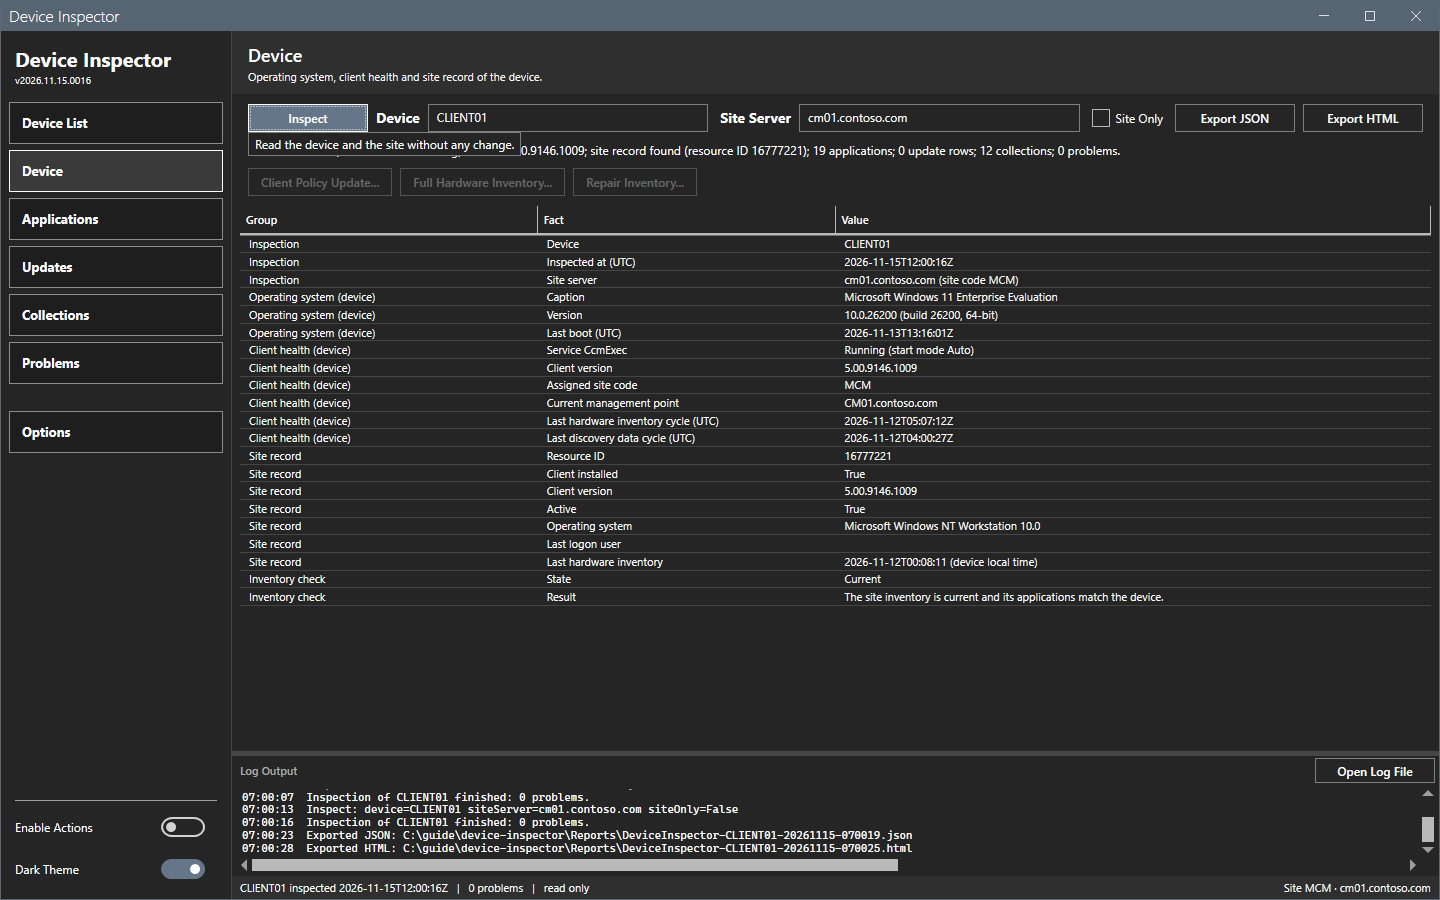 Device Inspector
Device Inspector
v2026.11.15.0016
Device List
Device
Applications
Updates
Collections
Problems
Options
Enable Actions
Dark Theme
Device
Operating system, client health and site record of the device.
Inspect Device CLIENT01 Site Server cm01.contoso.com Site Only Export JSON Export HTML
Read the device and the site without any change.
0.9146.1009; site record found (resource ID 16777221); 19 applications; 0 update rows; 12 collections; 0 problems.
Client Policy Update... Full Hardware Inventory... Repair Inventory...
Group Fact Value
Inspection Device CLIENT01
Inspection Inspected at (UTC) 2026-11-15T12:00:16Z
Inspection Site server cm01.contoso.com (site code MCM)
Operating system (device) Caption Microsoft Windows 11 Enterprise Evaluation
Operating system (device) Version 10.0.26200 (build 26200, 64-bit)
Operating system (device) Last boot (UTC) 2026-11-13T13:16:01Z
Client health (device) Service CcmExec Running (start mode Auto)
Client health (device) Client version 5.00.9146.1009
Client health (device) Assigned site code MCM
Client health (device) Current management point CM01.contoso.com
Client health (device) Last hardware inventory cycle (UTC) 2026-11-12T05:07:12Z
Client health (device) Last discovery data cycle (UTC) 2026-11-12T04:00:27Z
Site record Resource ID 16777221
Site record Client installed True
Site record Client version 5.00.9146.1009
Site record Active True
Site record Operating system Microsoft Windows NT Workstation 10.0
Site record Last logon user
Site record Last hardware inventory 2026-11-12T00:08:11 (device local time)
Inventory check State Current
Inventory check Result The site inventory is current and its applications match the device.
Log Output Open Log File
07:00:07 Inspection of CLIENT01 finished: 0 problems.
07:00:13 Inspect: device=CLIENT01 siteServer=cm01.contoso.com siteOnly=False
07:00:16 Inspection of CLIENT01 finished: 0 problems.
07:00:23 Exported JSON: C:\guide\device-inspector\Reports\DeviceInspector-CLIENT01-20261115-070019.json
07:00:28 Exported HTML: C:\guide\device-inspector\Reports\DeviceInspector-CLIENT01-20261115-070025.html
CLIENT01 inspected 2026-11-15T12:00:16Z | 0 problems | read only Site MCM · cm01.contoso.com